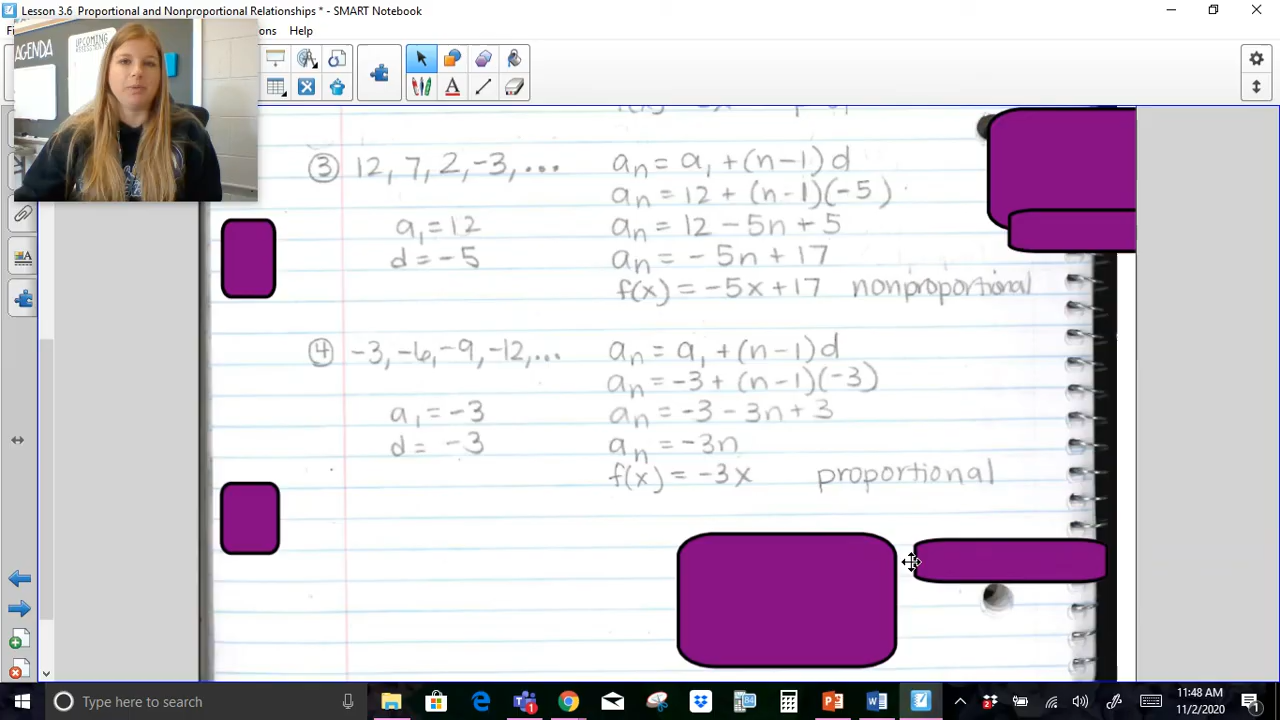 Lesson 3.6 Proportional and Nonproportional Relationships * - SMART Notebook
Help
AGENDA
UPCOMING
③ 12, 7, 2, -3, ...
aₙ = a₁ + (n-1)d
aₙ = 12 + (n-1)(-5)
a₁ = 12
aₙ = 12 - 5n + 5
d = -5
aₙ = -5n + 17
f(x) = -5x + 17 nonproportional
④ -3, -6, -9, -12, ...
aₙ = a₁ + (n-1)d
aₙ = -3 + (n-1)(-3)
a₁ = -3
aₙ = -3 - 3n + 3
d = -3
aₙ = -3n
f(x) = -3x proportional
Type here to search
11:48 AM
11/2/2020